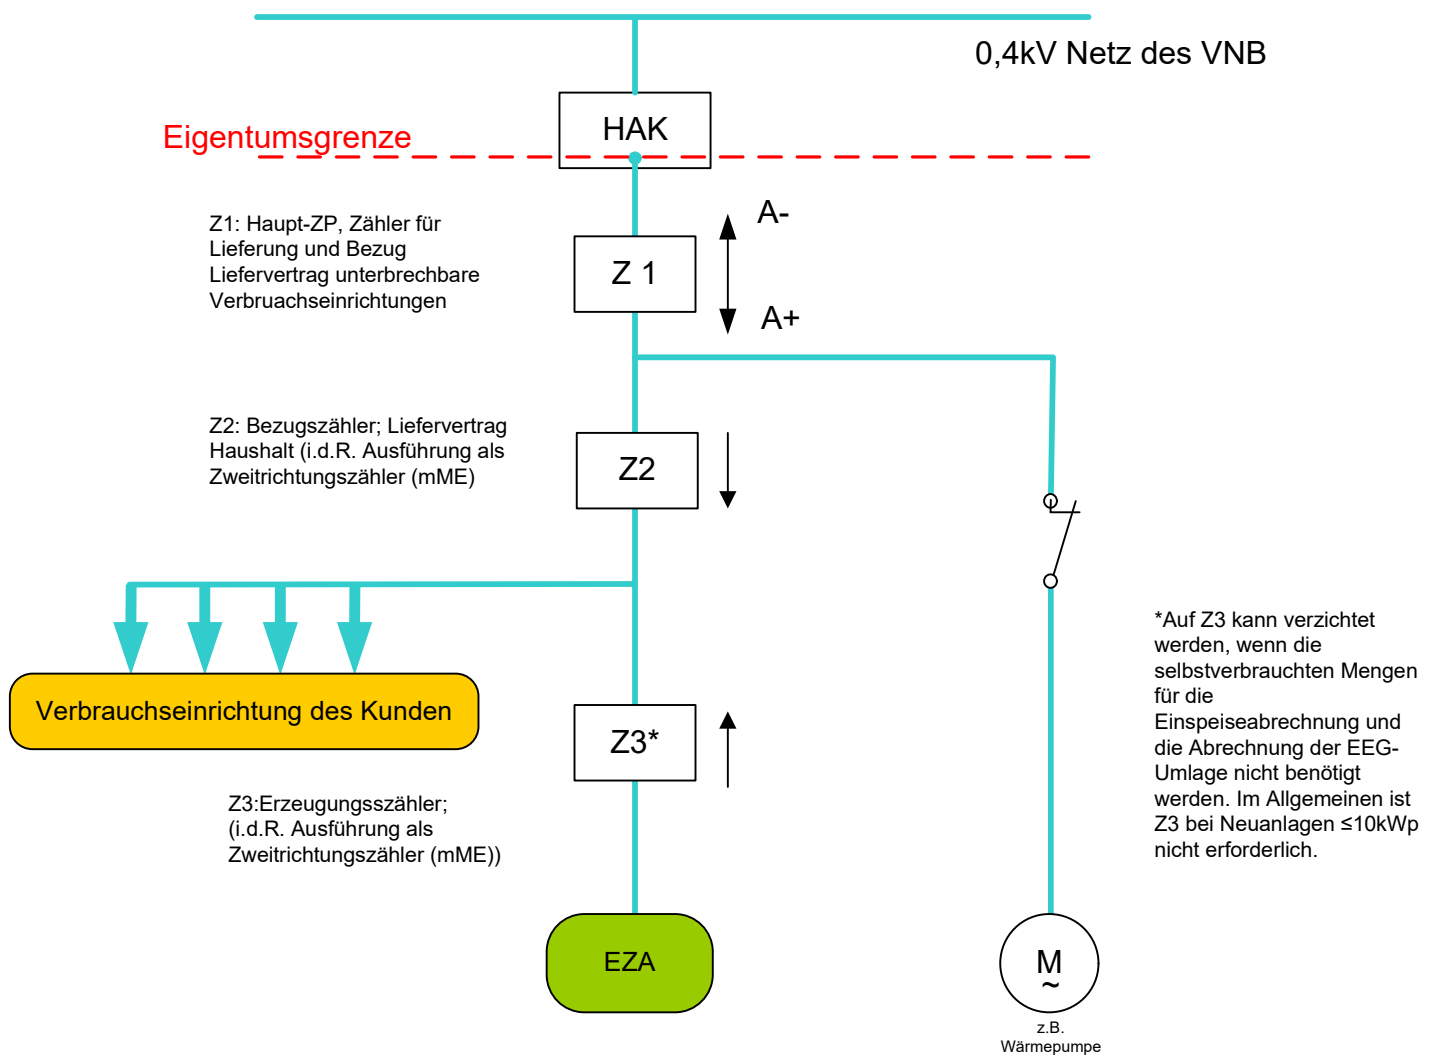 0,4kV Netz des VNB
HAK
Eigentumsgrenze
Z1: Haupt-ZP, Zähler für
Lieferung und Bezug
Liefervertrag unterbrechbare
Verbruachseinrichtungen
Z 1
A-
A+
Z2: Bezugszähler; Liefervertrag
Haushalt (i.d.R. Ausführung als
Zweitrichtungszähler (mME)
Z2
Verbrauchseinrichtung des Kunden
Z3*
Z3:Erzeugungsszähler;
(i.d.R. Ausführung als
Zweitrichtungszähler (mME))
*Auf Z3 kann verzichtet
werden, wenn die
selbstverbrauchten Mengen
für die
Einspeiseabrechnung und
die Abrechnung der EEG-
Umlage nicht benötigt
werden. Im Allgemeinen ist
Z3 bei Neuanlagen ≤10kWp
nicht erforderlich.
EZA
M
~
z.B.
Wärmepumpe